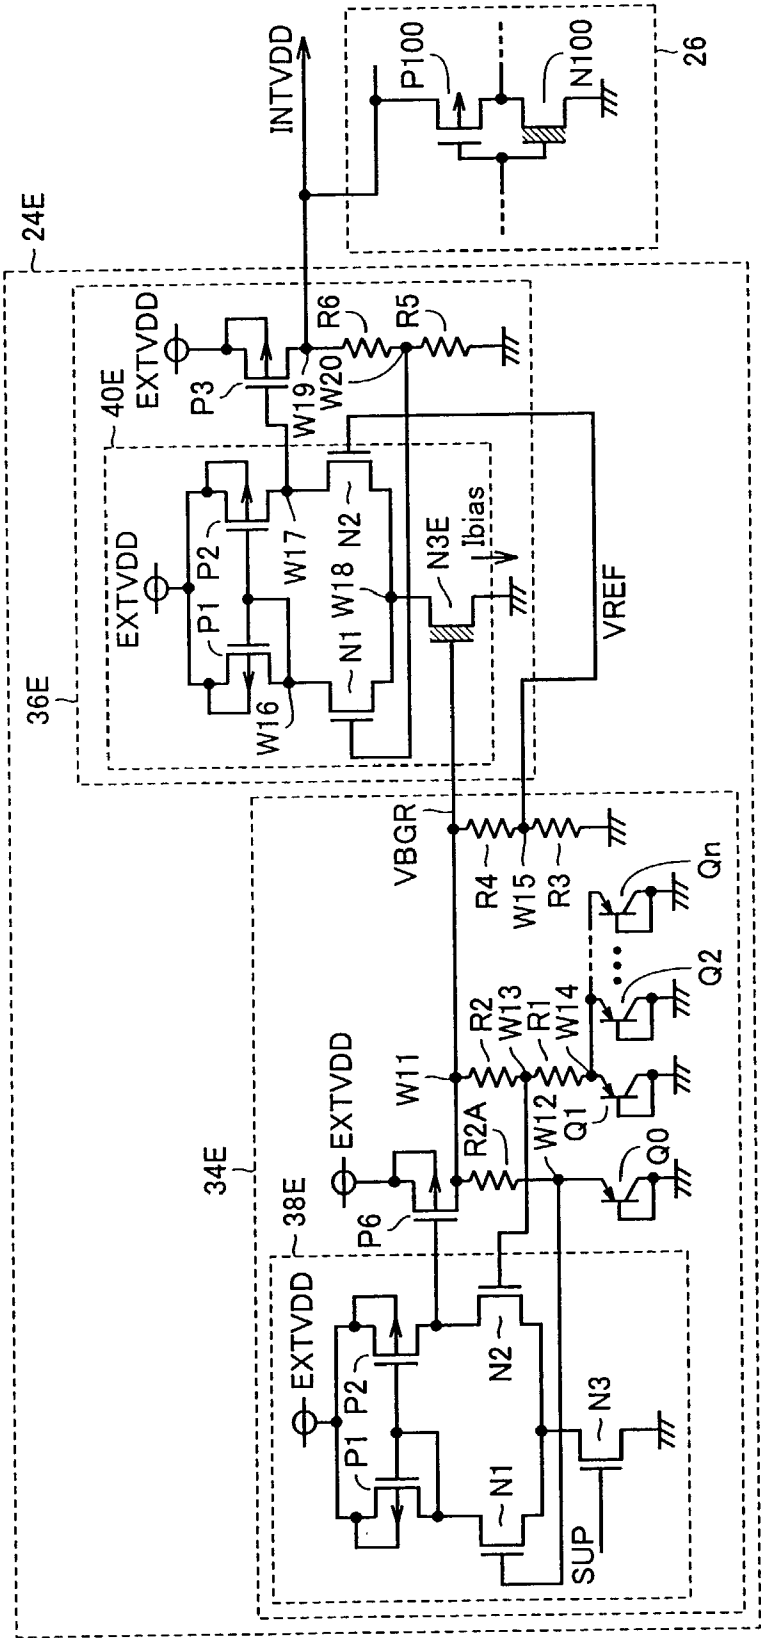 24E
36E
40E
EXTVDD
EXTVDD
INTVDD
P1
P2
P3
W16
W17
W19
W20
R6
R5
N1
W18
N2
N3E
Ibias
VREF
P100
N100
26
34E
38E
EXTVDD
EXTVDD
P1
P2
P6
W11
VBGR
N1
N2
R2A
R2
R4
W12
W13
W15
R1
R3
W14
SUP
N3
Q0
Q1
Q2
Qn